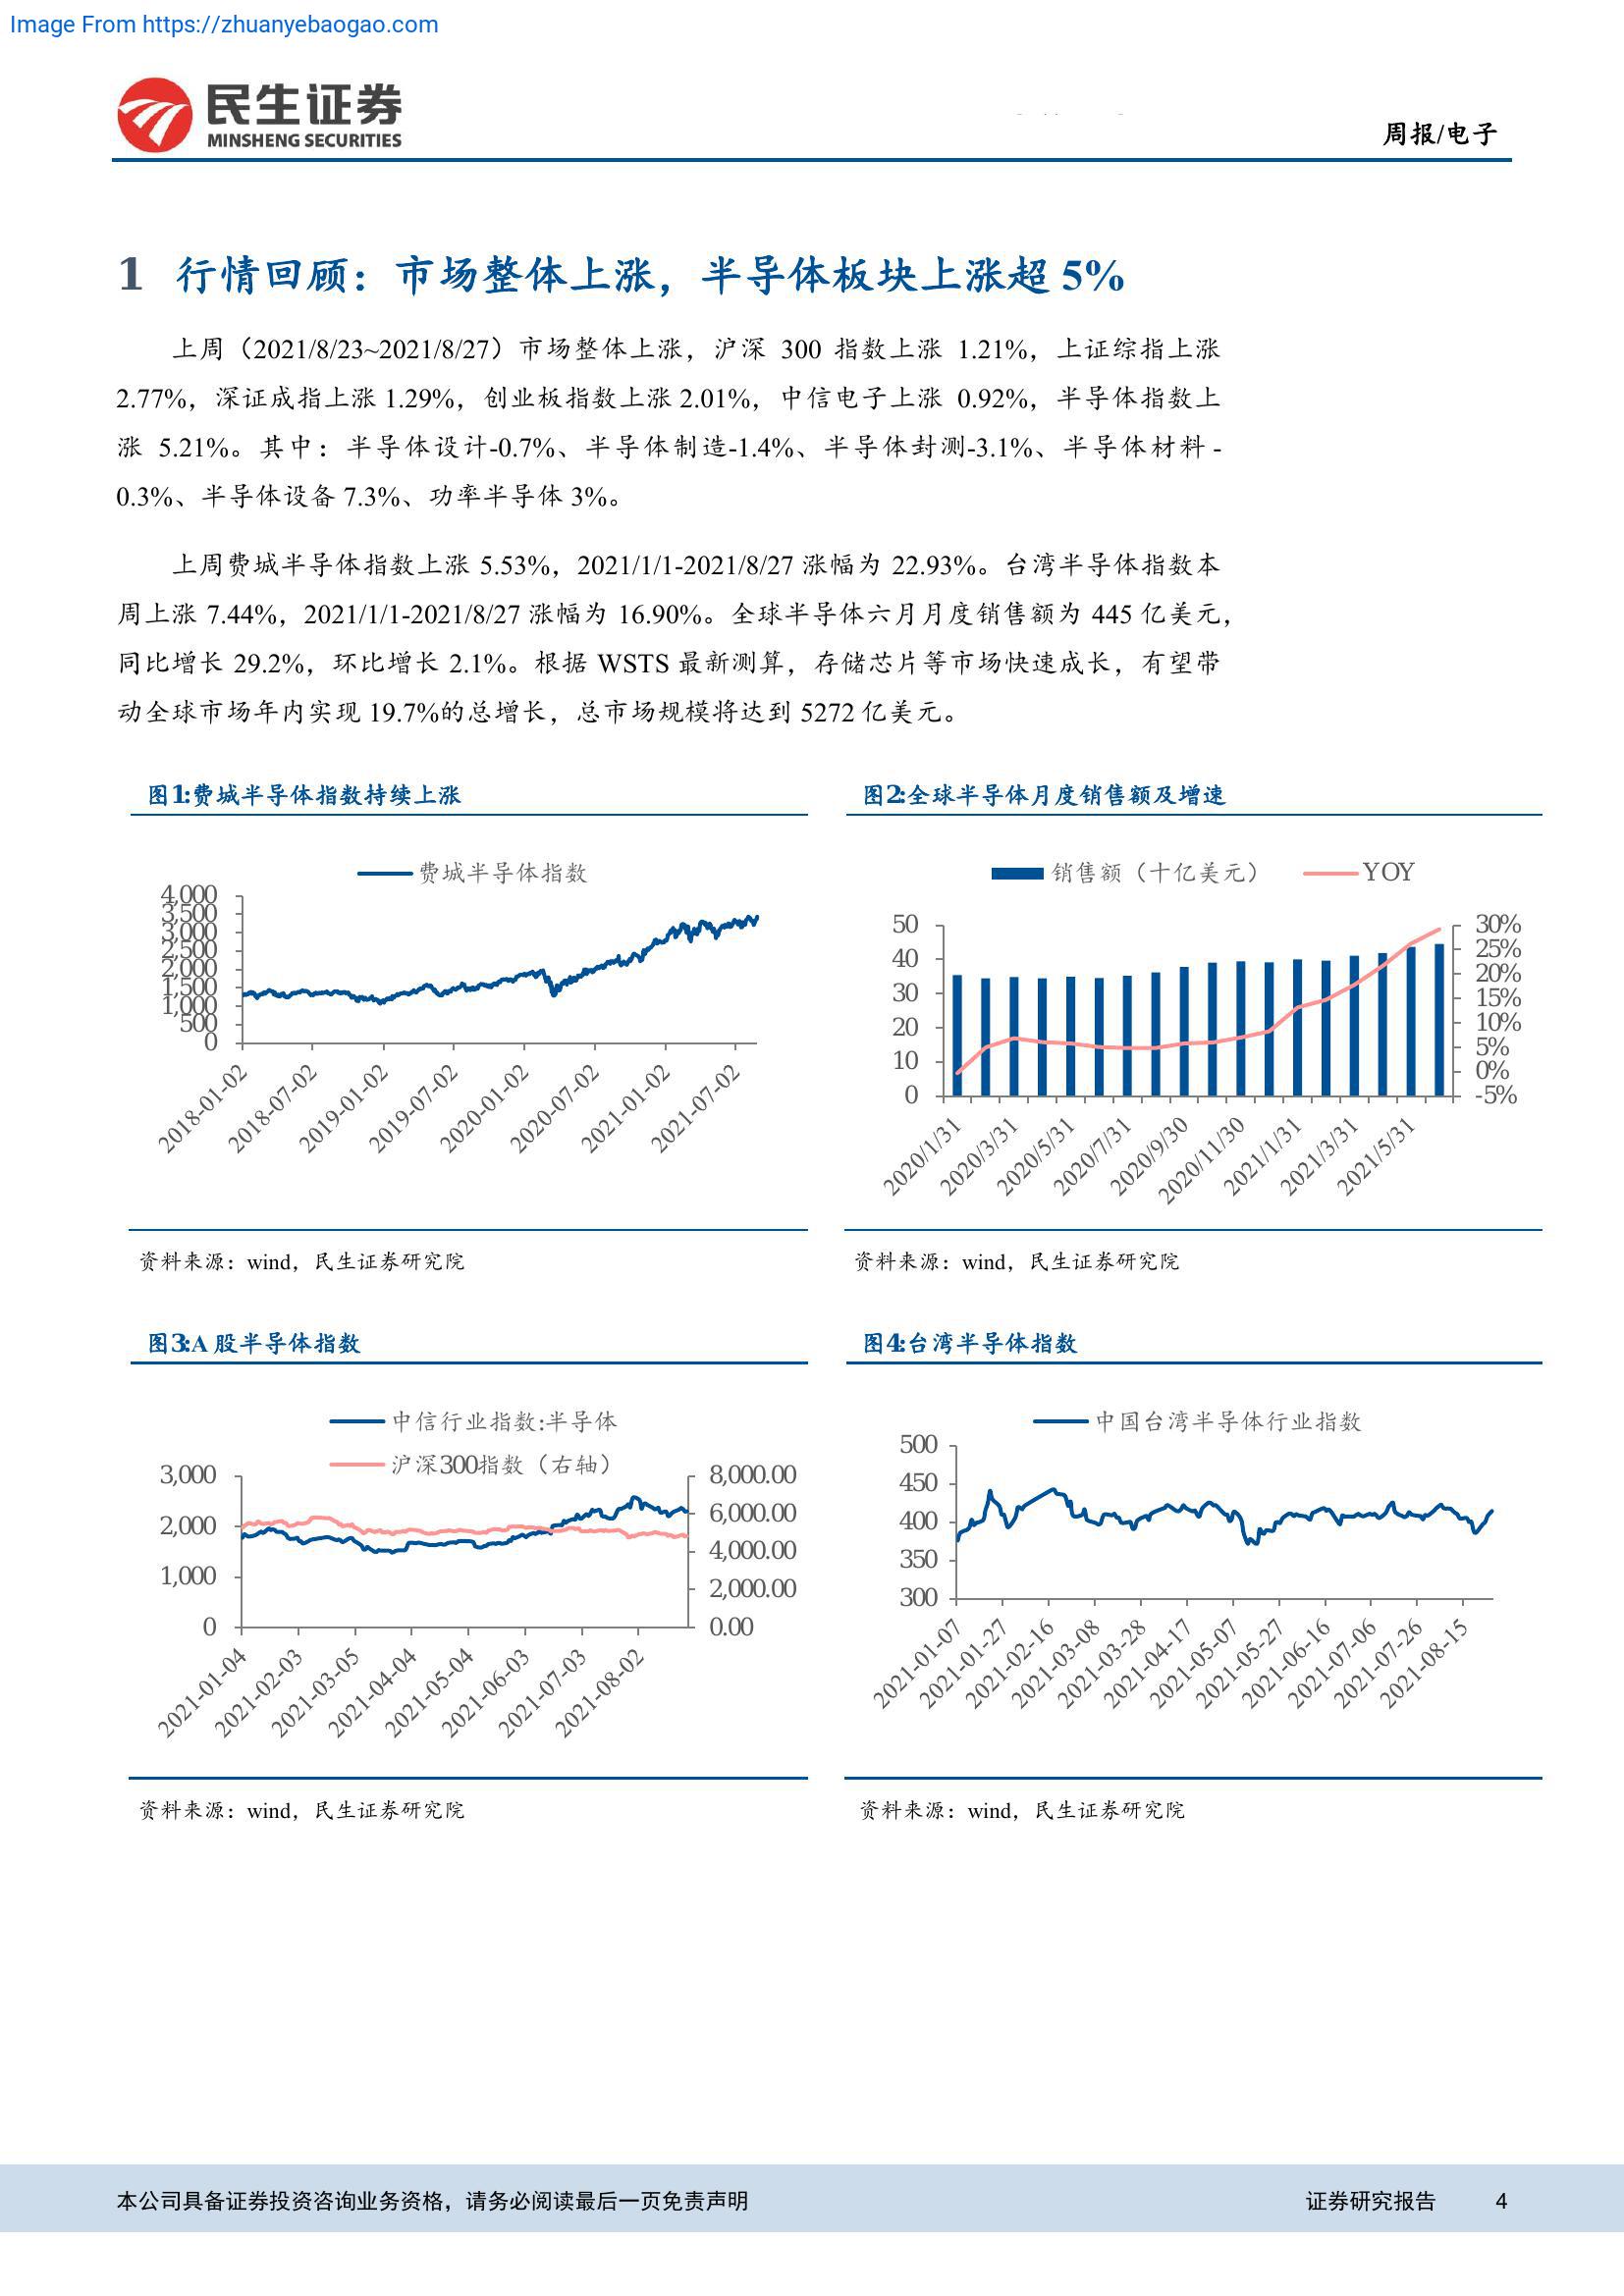 Image From https://zhuanyebaogao.com
民生证券
MINSHENG SECURITIES
周报/电子
1 行情回顾：市场整体上涨，半导体板块上涨超 5%
上周（2021/8/23~2021/8/27）市场整体上涨，沪深 300 指数上涨 1.21%，上证综指上涨
2.77%，深证成指上涨 1.29%，创业板指数上涨 2.01%，中信电子上涨 0.92%，半导体指数上
涨 5.21%。其中：半导体设计-0.7%、半导体制造-1.4%、半导体封测-3.1%、半导体材料 -
0.3%、半导体设备 7.3%、功率半导体 3%。
上周费城半导体指数上涨 5.53%，2021/1/1-2021/8/27 涨幅为 22.93%。台湾半导体指数本
周上涨 7.44%，2021/1/1-2021/8/27 涨幅为 16.90%。全球半导体六月月度销售额为 445 亿美元，
同比增长 29.2%，环比增长 2.1%。根据 WSTS 最新测算，存储芯片等市场快速成长，有望带
动全球市场年内实现 19.7%的总增长，总市场规模将达到 5272 亿美元。
图1:费城半导体指数持续上涨
费城半导体指数
4,000
3,500
3,000
2,500
2,000
1,500
1,000
500
0
2018-01-02
2018-07-02
2019-01-02
2019-07-02
2020-01-02
2020-07-02
2021-01-02
2021-07-02
资料来源：wind，民生证券研究院
图2:全球半导体月度销售额及增速
销售额（十亿美元） YOY
50
40
30
20
10
0
30%
25%
20%
15%
10%
5%
0%
-5%
2020/1/31
2020/3/31
2020/5/31
2020/7/31
2020/9/30
2020/11/30
2021/1/31
2021/3/31
2021/5/31
资料来源：wind，民生证券研究院
图3:A 股半导体指数
中信行业指数:半导体
沪深300指数（右轴）
3,000
2,000
1,000
0
8,000.00
6,000.00
4,000.00
2,000.00
0.00
2021-01-04
2021-02-03
2021-03-05
2021-04-04
2021-05-04
2021-06-03
2021-07-03
2021-08-02
资料来源：wind，民生证券研究院
图4:台湾半导体指数
中国台湾半导体行业指数
500
450
400
350
300
2021-01-07
2021-01-27
2021-02-16
2021-03-08
2021-03-28
2021-04-17
2021-05-07
2021-05-27
2021-06-16
2021-07-06
2021-07-26
2021-08-15
资料来源：wind，民生证券研究院
本公司具备证券投资咨询业务资格，请务必阅读最后一页免责声明
证券研究报告 4